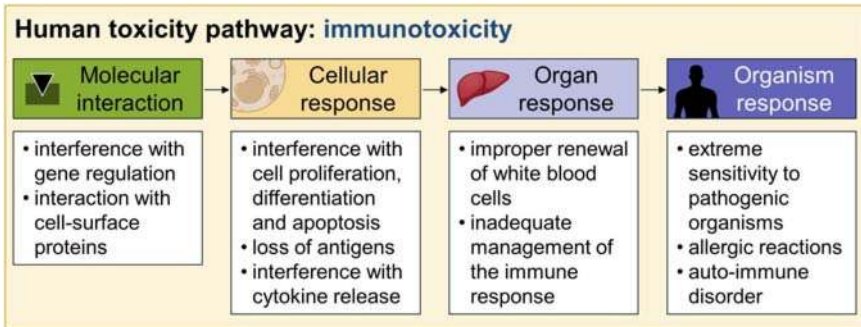 Human toxicity pathway: immunotoxicity
Molecular
interaction
• interference with
gene regulation
• interaction with
cell-surface
proteins
Cellular
response
• interference with
cell proliferation,
differentiation
and apoptosis
• loss of antigens
• interference with
cytokine release
Organ
response
• improper renewal
of white blood
cells
• inadequate
management of
the immune
response
Organism
response
• extreme
sensitivity to
pathogenic
organisms
• allergic reactions
• auto-immune
disorder